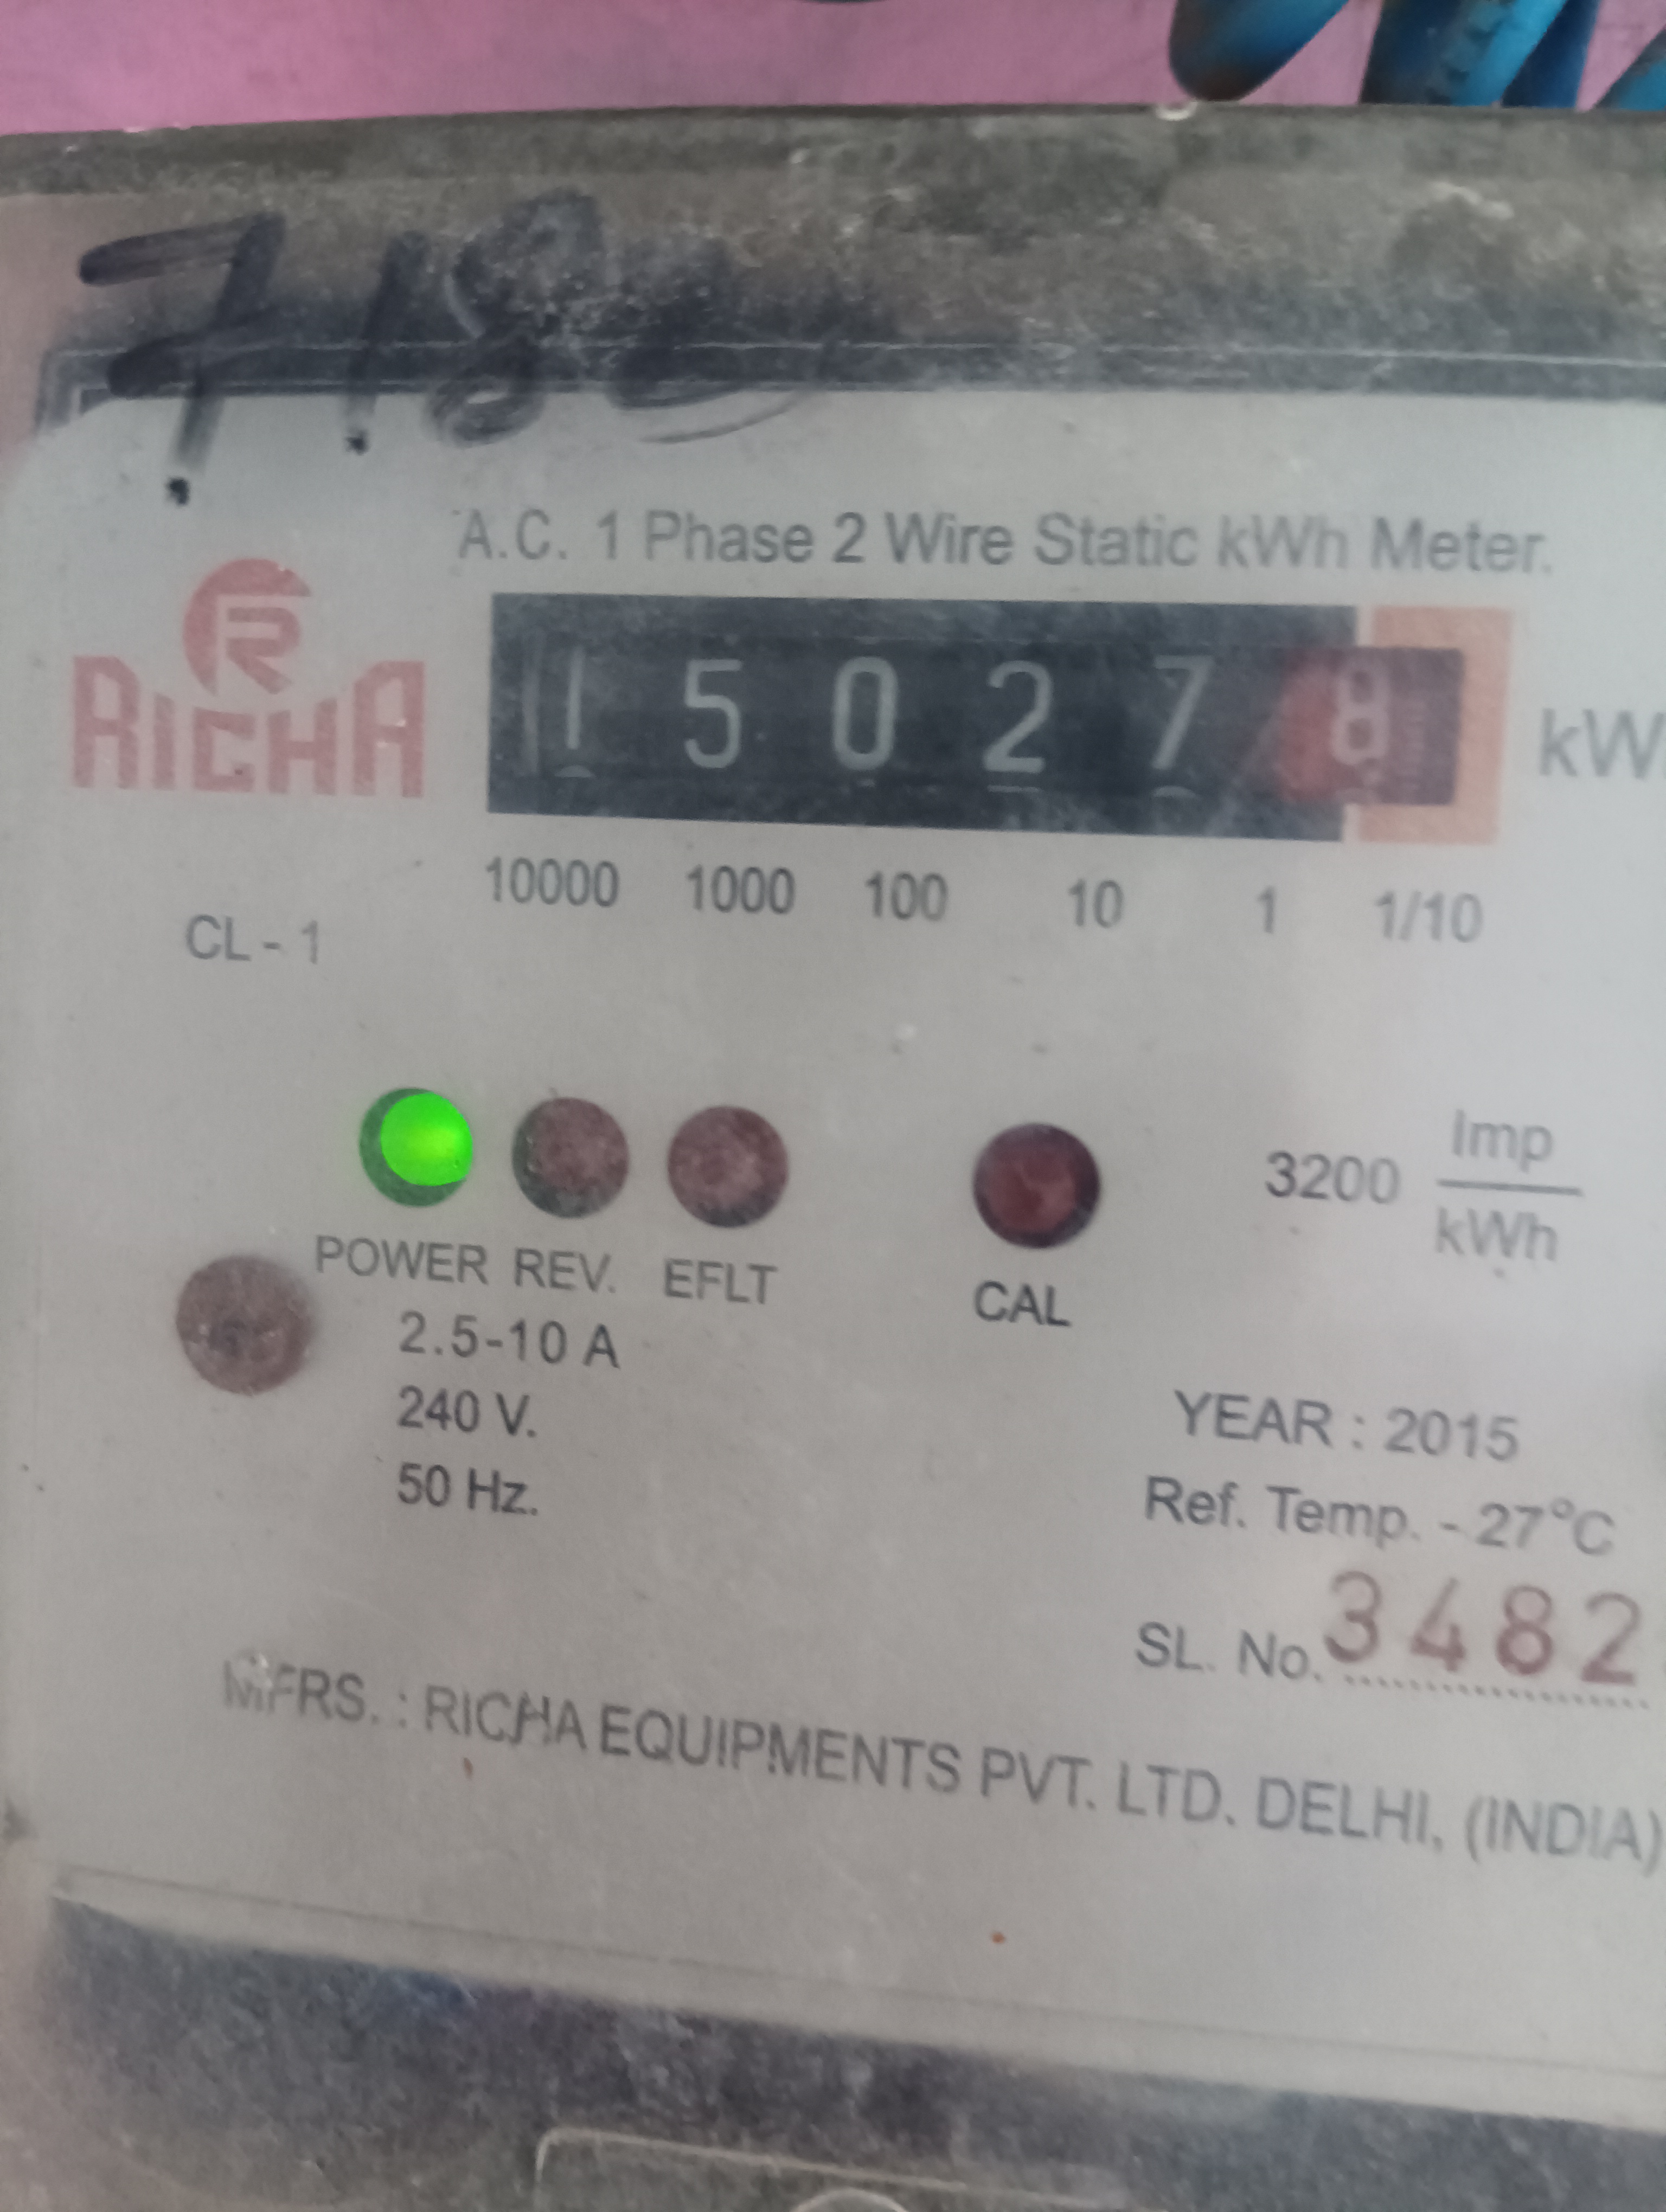 718
A.C. 1 Phase 2 Wire Static kWh Meter.
R
RICHA
1 5 0 2 7 8
kW
10000 1000 100 10 1 1/10
CL - 1
3200 Imp
kWh
POWER REV. EFLT
CAL
2.5-10 A
240 V.
50 Hz.
YEAR : 2015
Ref. Temp. - 27°C
SL. No. 3482
MFRS. : RICHA EQUIPMENTS PVT. LTD. DELHI, (INDIA)